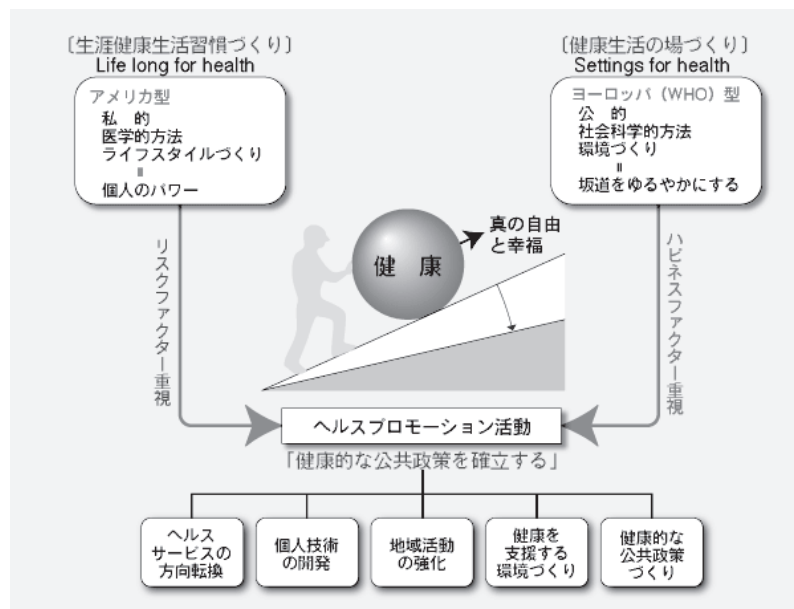 〔生涯健康生活習慣づくり〕
Life long for health
アメリカ型
私　的
医学的方法
ライフスタイルづくり
＝
個人のパワー
〔健康生活の場づくり〕
Settings for health
ヨーロッパ（WHO）型
公　的
社会科学的方法
環境づくり
＝
坂道をゆるやかにする
リスクファクター重視
健　康
真の自由
と幸福
ハピネスファクター重視
ヘルスプロモーション活動
「健康的な公共政策を確立する」
ヘルス
サービスの
方向転換
個人技術
の開発
地域活動
の強化
健康を
支援する
環境づくり
健康的な
公共政策
づくり